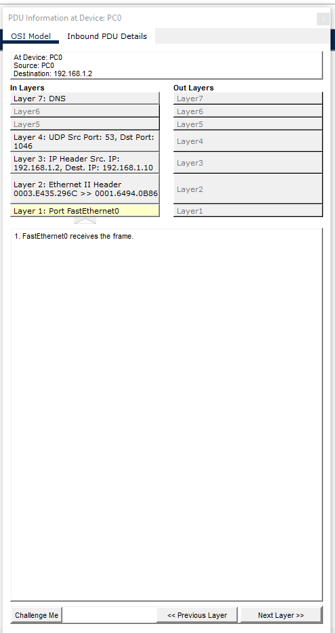 PDU Information at Device: PC0
OSI Model Inbound PDU Details
At Device: PC0
Source: PC0
Destination: 192.168.1.2
In Layers
Layer 7: DNS
Layer6
Layer5
Layer 4: UDP Src Port: 53, Dst Port:
1046
Layer 3: IP Header Src. IP:
192.168.1.2, Dest. IP: 192.168.1.10
Layer 2: Ethernet II Header
0003.E435.296C >> 0001.6494.0B86
Layer 1: Port FastEthernet0
Out Layers
Layer7
Layer6
Layer5
Layer4
Layer3
Layer2
Layer1
1. FastEthernet0 receives the frame.
Challenge Me
<< Previous Layer
Next Layer >>